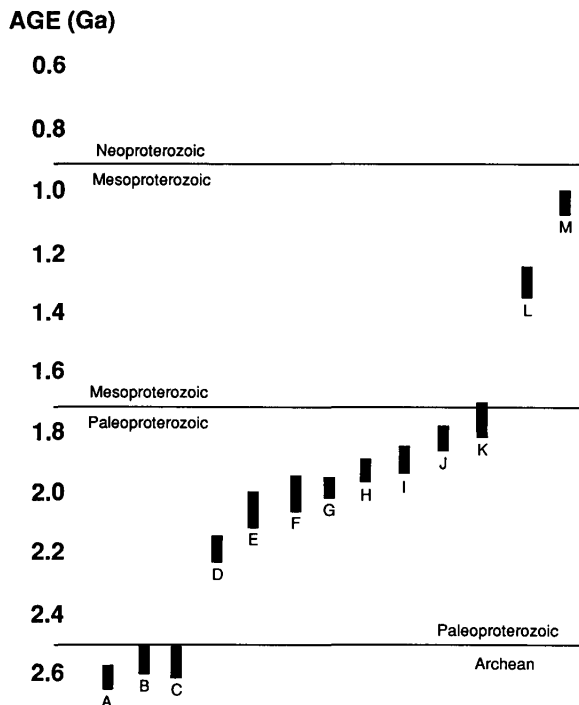 AGE (Ga)
0.6
0.8
Neoproterozoic
Mesoproterozoic
1.0
M
1.2
L
1.4
1.6
Mesoproterozoic
Paleoproterozoic
1.8
K
J
I
H
2.0
G
F
E
2.2
D
2.4
Paleoproterozoic
Archean
2.6
B
C
A